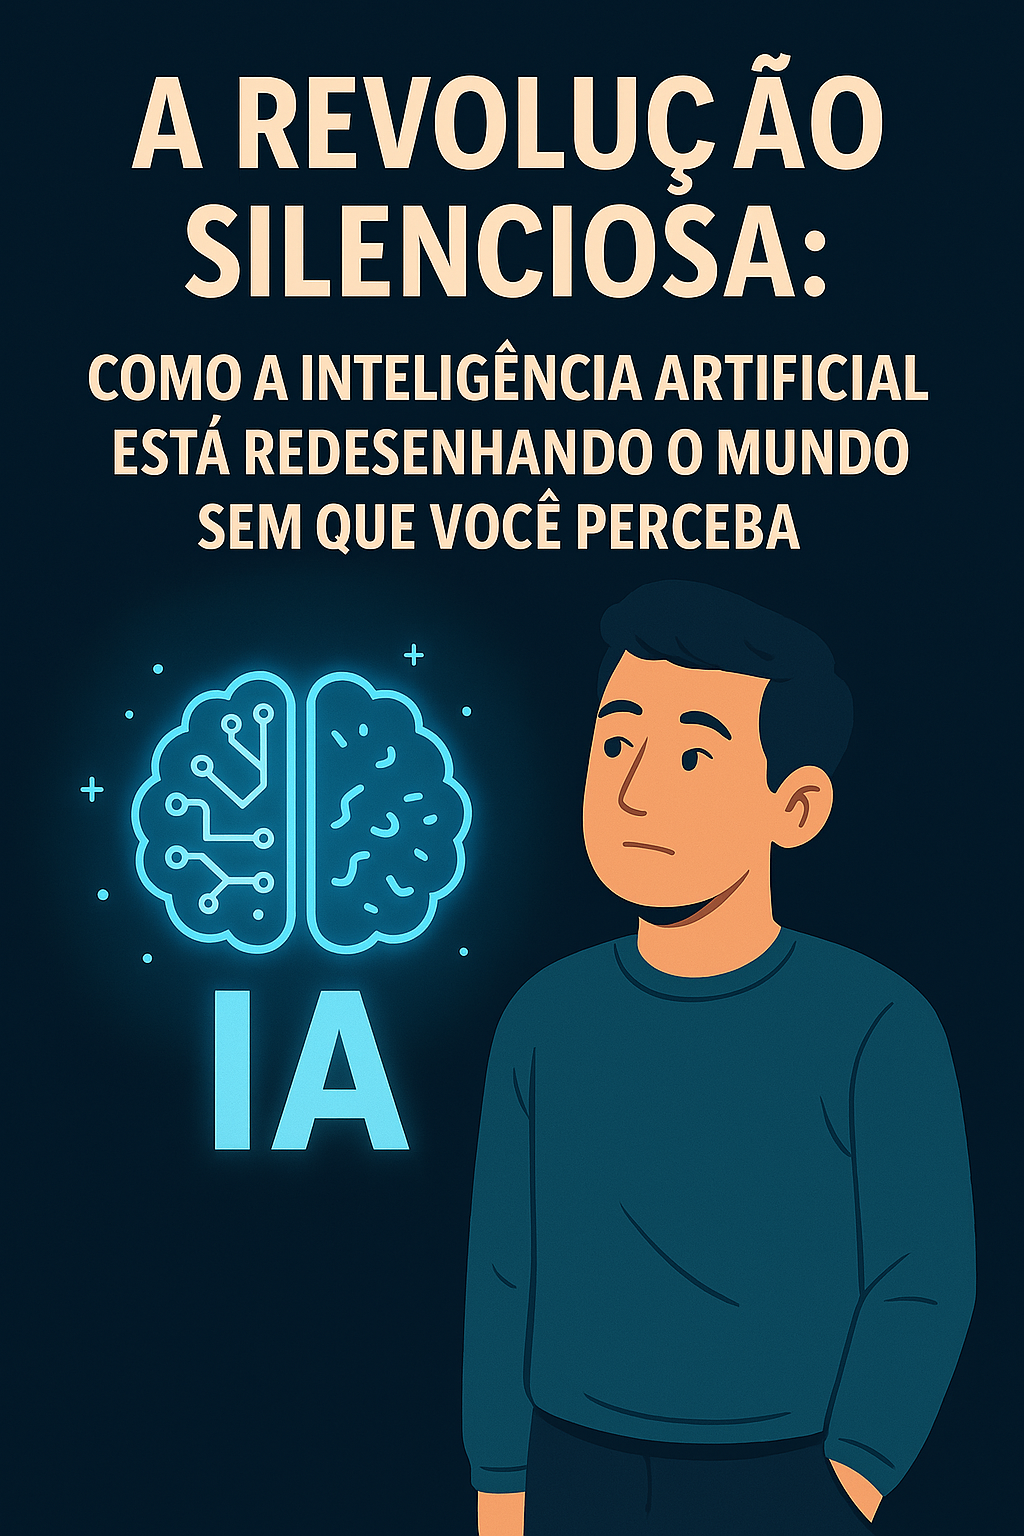 A REVOLUÇÃO
SILENCIOSA:
COMO A INTELIGÊNCIA ARTIFICIAL
ESTÁ REDESENHANDO O MUNDO
SEM QUE VOCÊ PERCEBA
IA